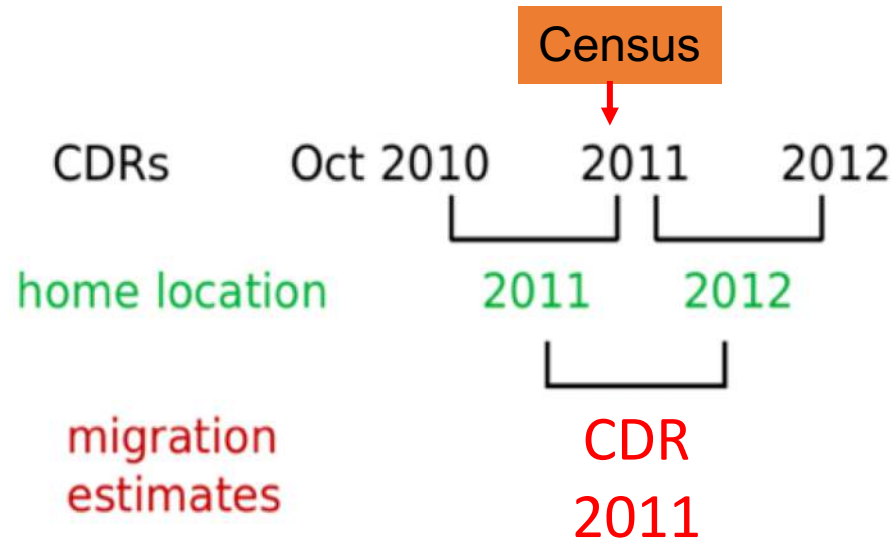 Census
CDRs Oct 2010 2011 2012
home location 2011 2012
migration estimates
CDR 2011